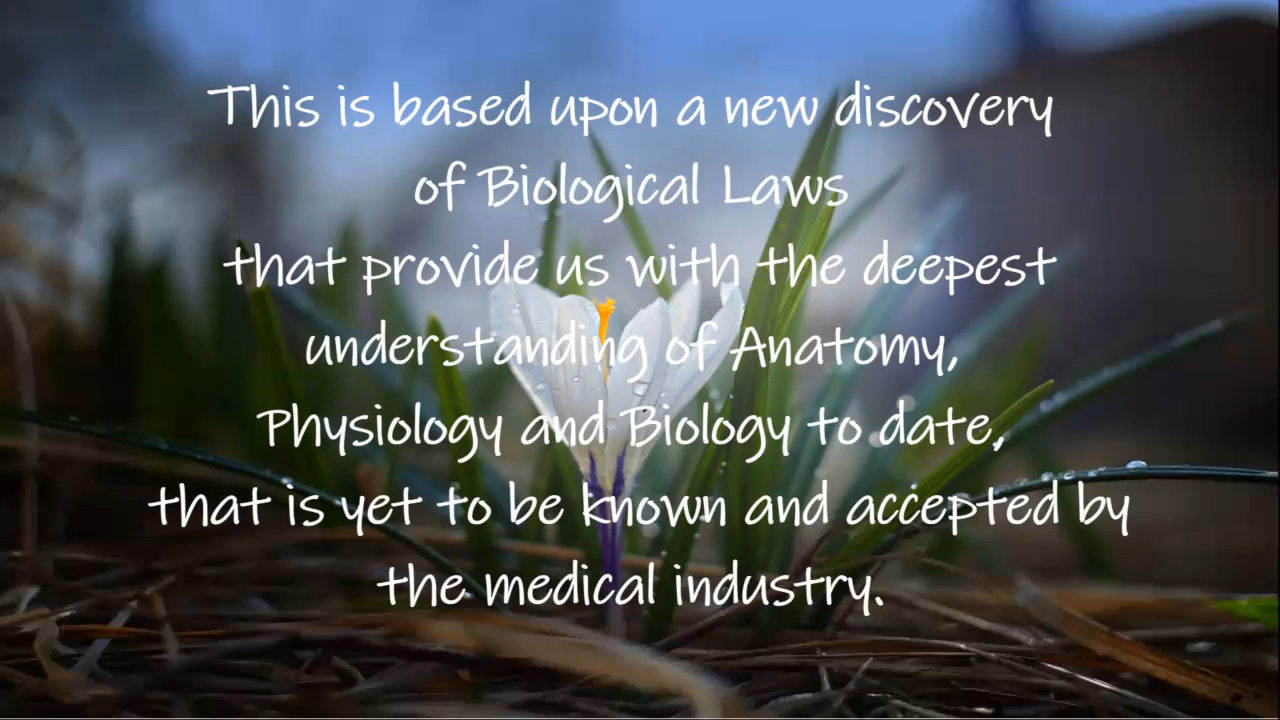 This is based upon a new discovery
of Biological Laws
that provide us with the deepest
understanding of Anatomy,
Physiology and Biology to date,
that is yet to be known and accepted by
the medical industry.